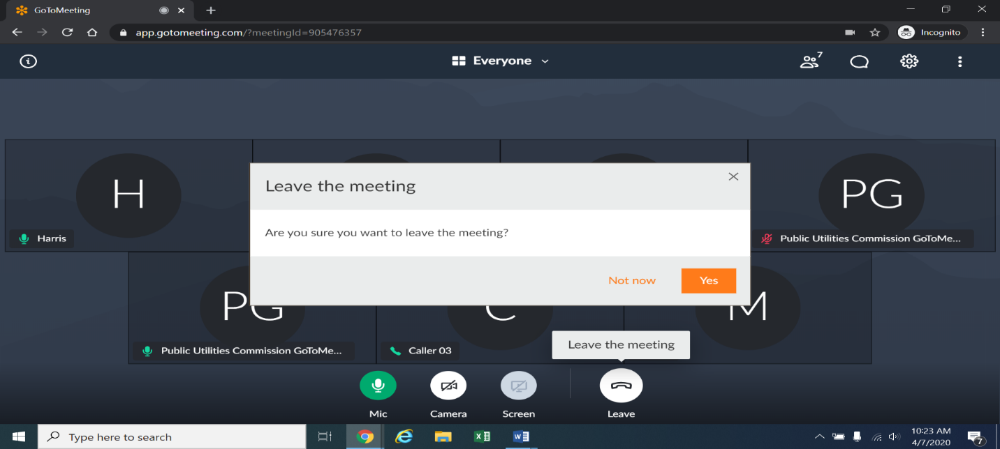 GoToMeeting
app.gotomeeting.com/?meetingId=905476357
Incognito
Everyone
7
H
PG
Leave the meeting
Are you sure you want to leave the meeting?
Not now
Yes
Harris
Public Utilities Commission GoToMe...
PG
C
M
Public Utilities Commission GoToMe...
Caller 03
Leave the meeting
Mic
Camera
Screen
Leave
Type here to search
10:23 AM
4/7/2020
7